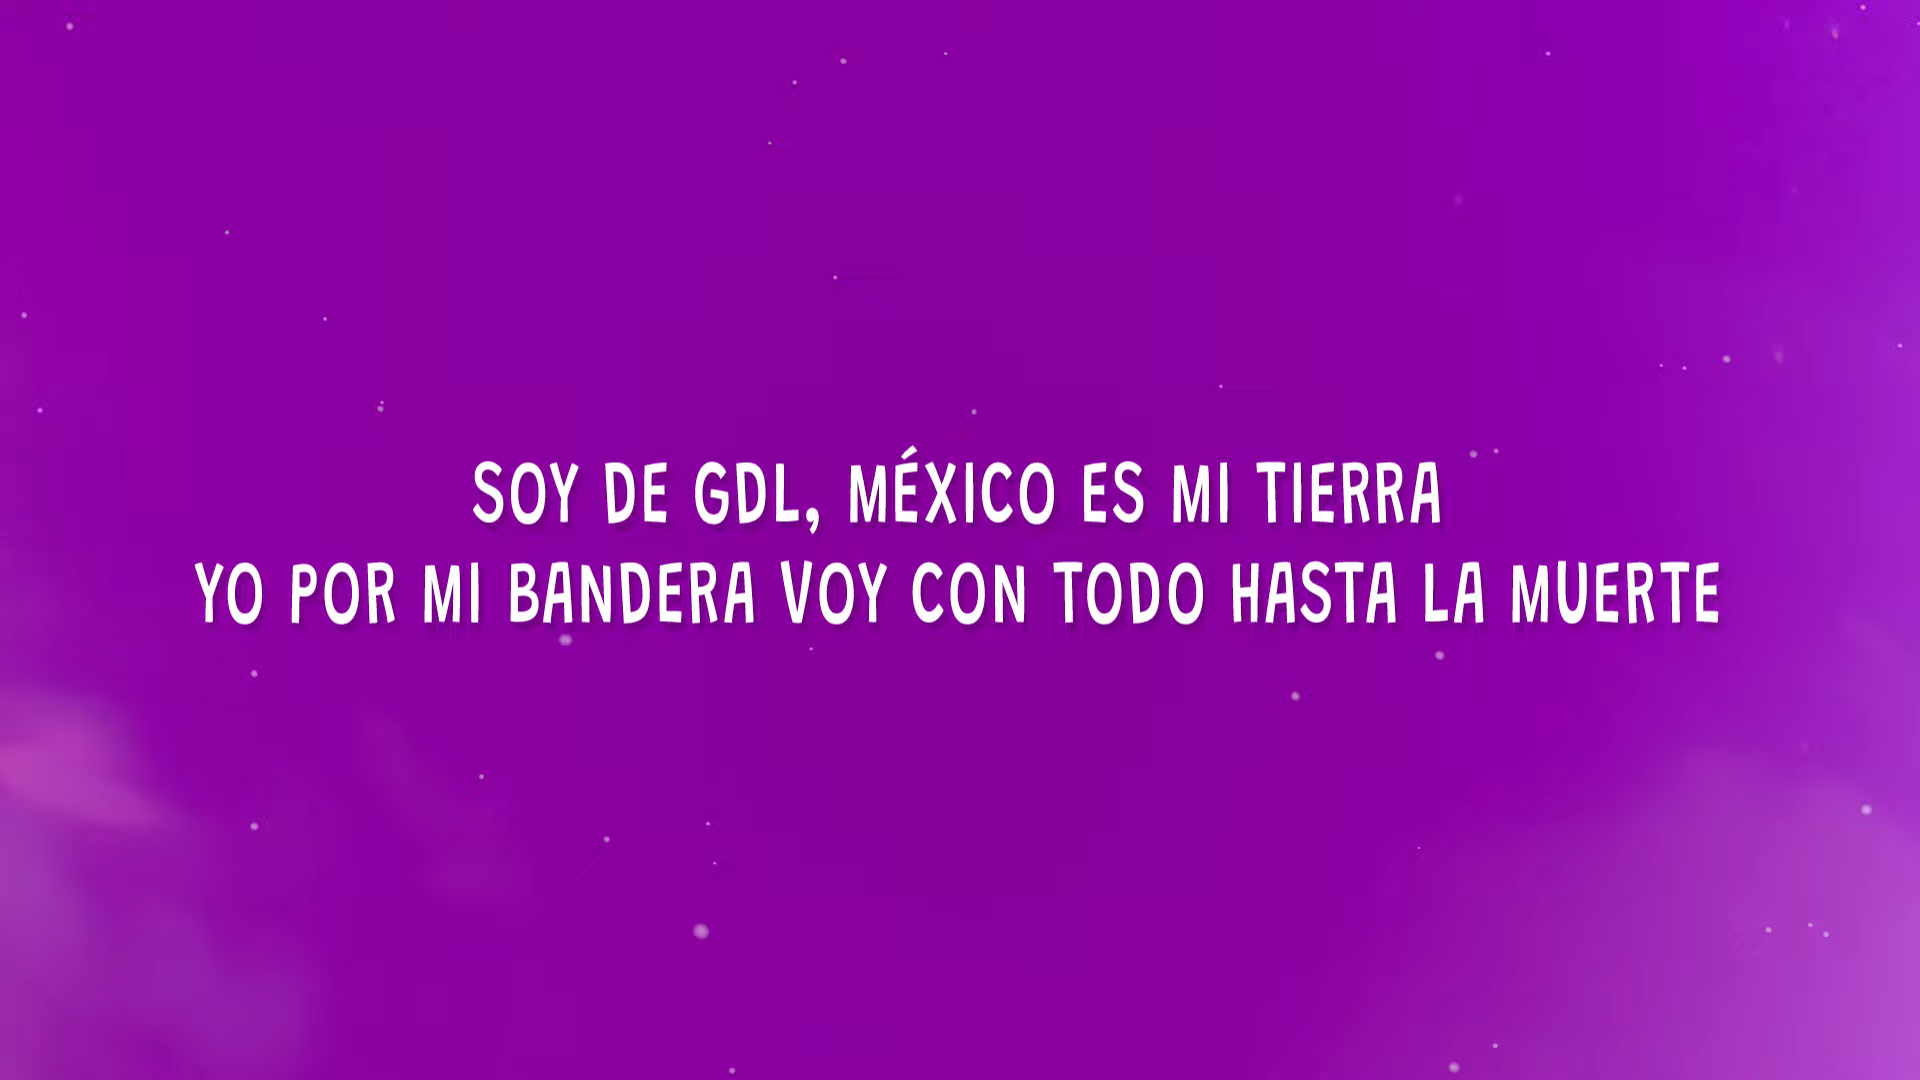 SOY DE GDL, MÉXICO ES MI TIERRA
YO POR MI BANDERA VOY CON TODO HASTA LA MUERTE